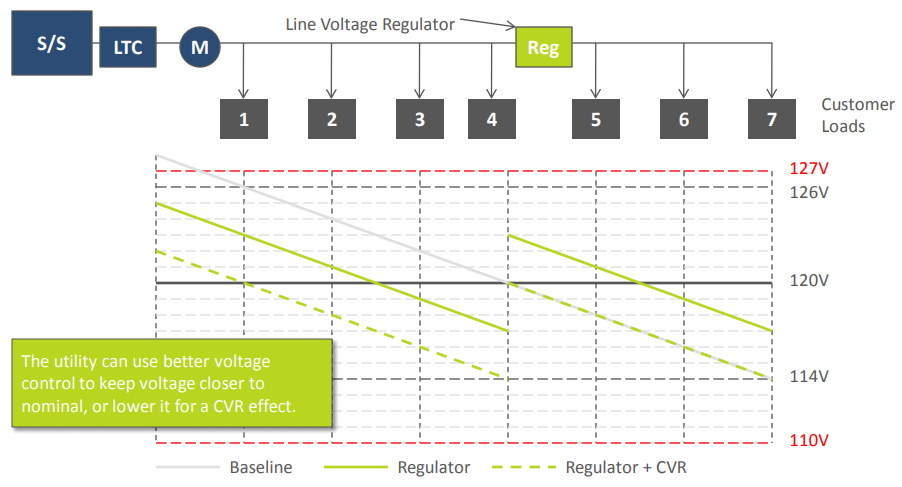 Line Voltage Regulator
S/S
LTC
M
Reg
1
2
3
4
5
6
7
Customer
Loads
127V
126V
120V
114V
110V
The utility can use better voltage
control to keep voltage closer to
nominal, or lower it for a CVR effect.
Baseline
Regulator
Regulator + CVR